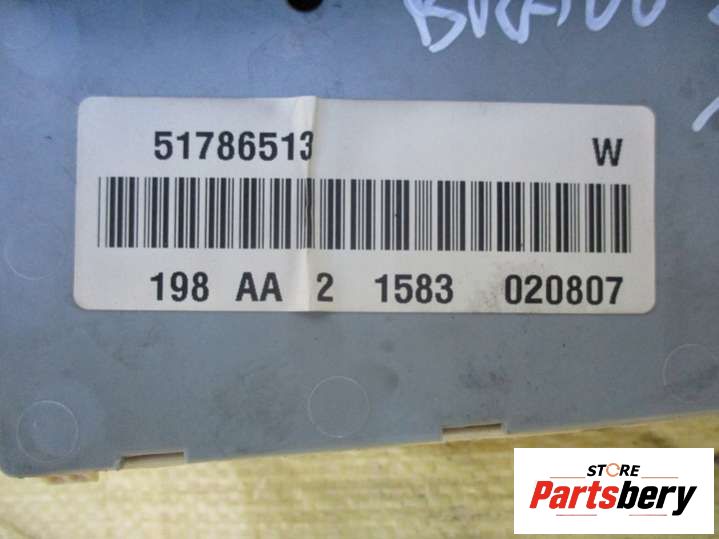 51786513 W
198 AA 2 1583 020807
STORE
Partsbery